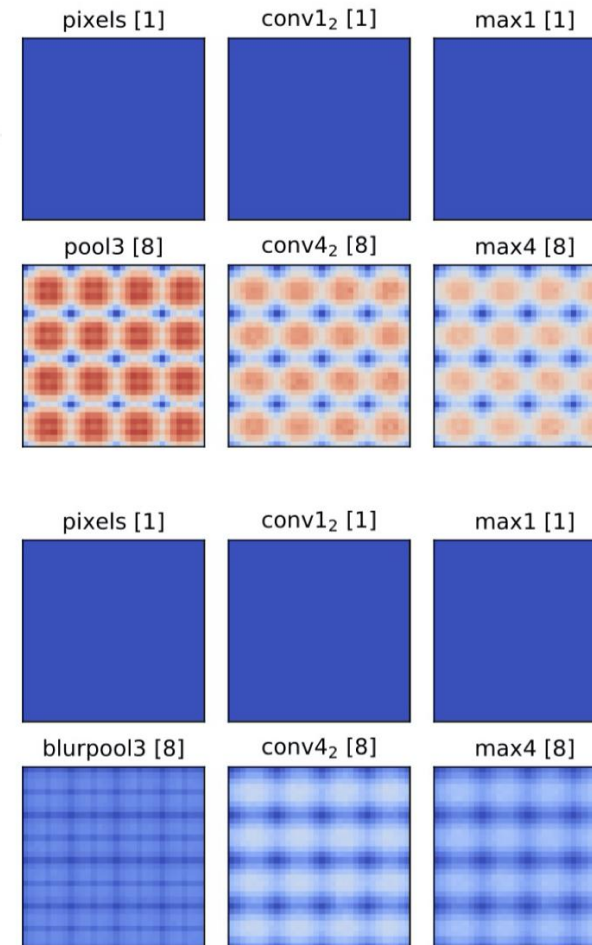 pixels [1] conv1₂ [1] max1 [1]
pool3 [8] conv4₂ [8] max4 [8]
pixels [1] conv1₂ [1] max1 [1]
blurpool3 [8] conv4₂ [8] max4 [8]